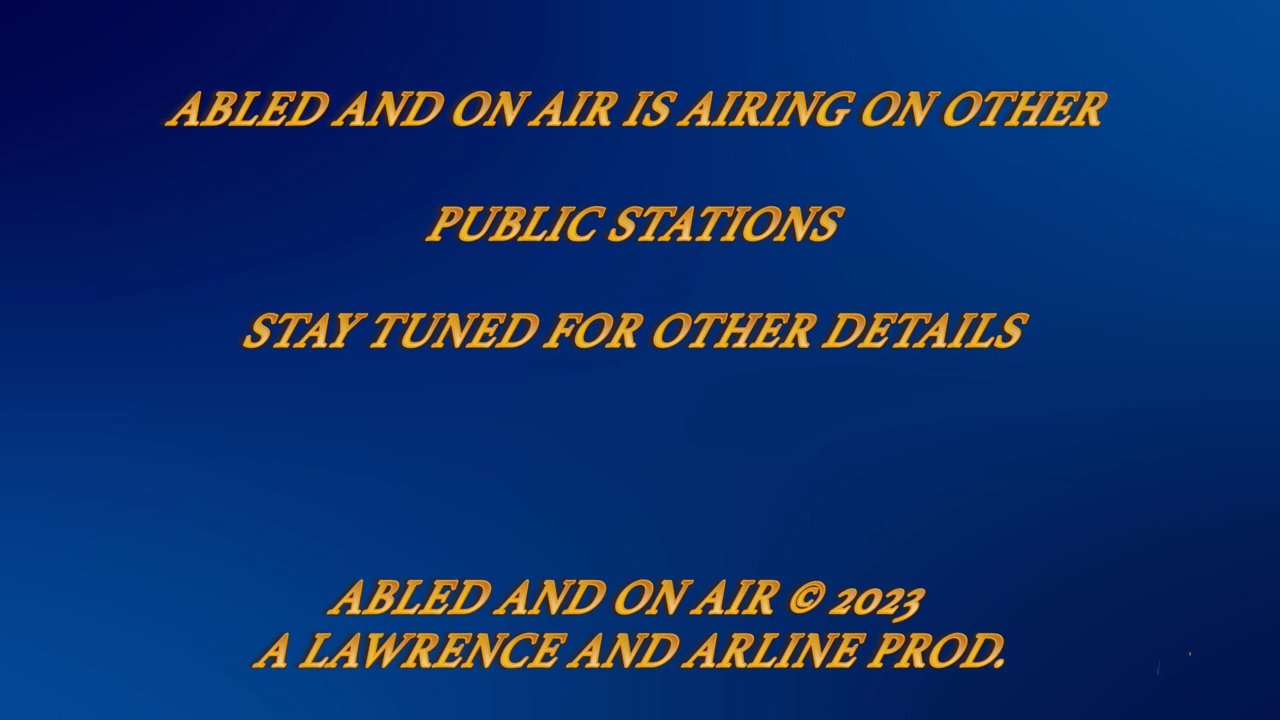 ABLED AND ON AIR IS AIRING ON OTHER
PUBLIC STATIONS
STAY TUNED FOR OTHER DETAILS
ABLED AND ON AIR © 2023
A LAWRENCE AND ARLINE PROD.